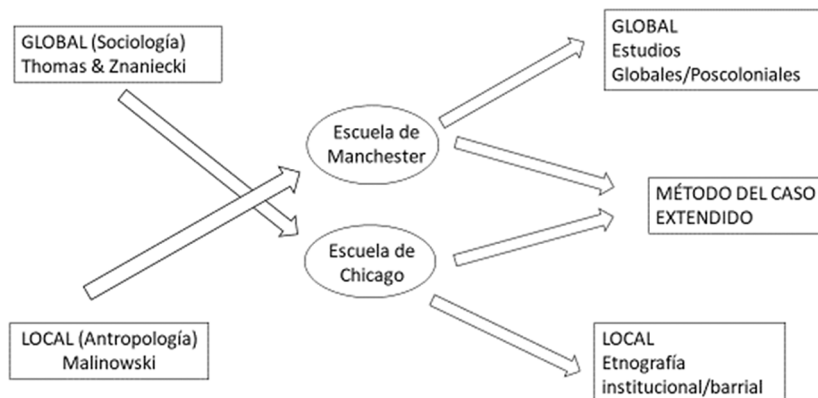 GLOBAL (Sociología)
Thomas & Znaniecki
GLOBAL
Estudios
Globales/Poscoloniales
Escuela de
Manchester
MÉTODO DEL CASO
EXTENDIDO
Escuela de
Chicago
LOCAL (Antropología)
Malinowski
LOCAL
Etnografía
institucional/barrial